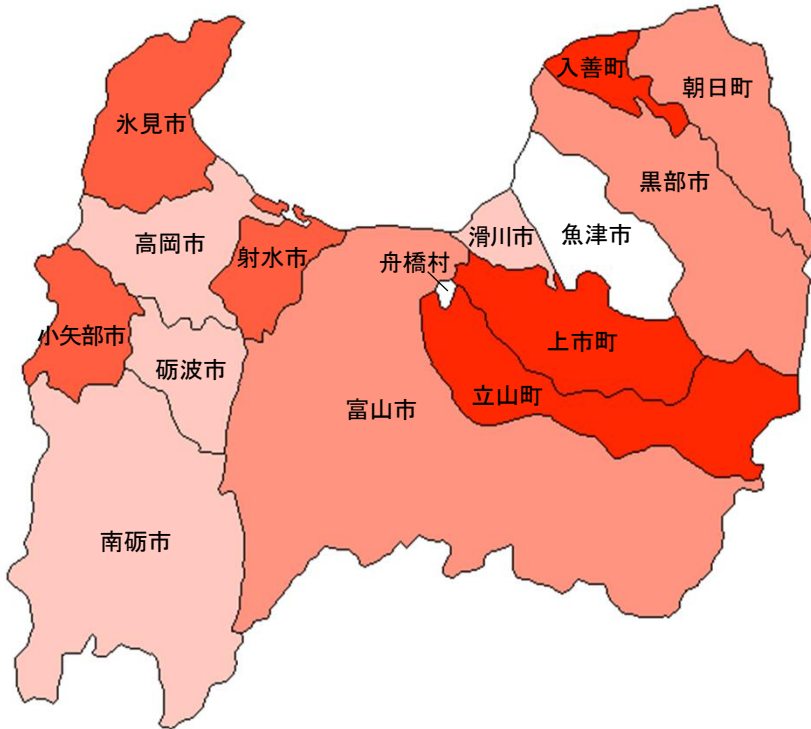 入善町
朝日町
氷見市
黒部市
高岡市
滑川市
魚津市
射水市
舟橋村
小矢部市
上市町
砺波市
立山町
富山市
南砺市